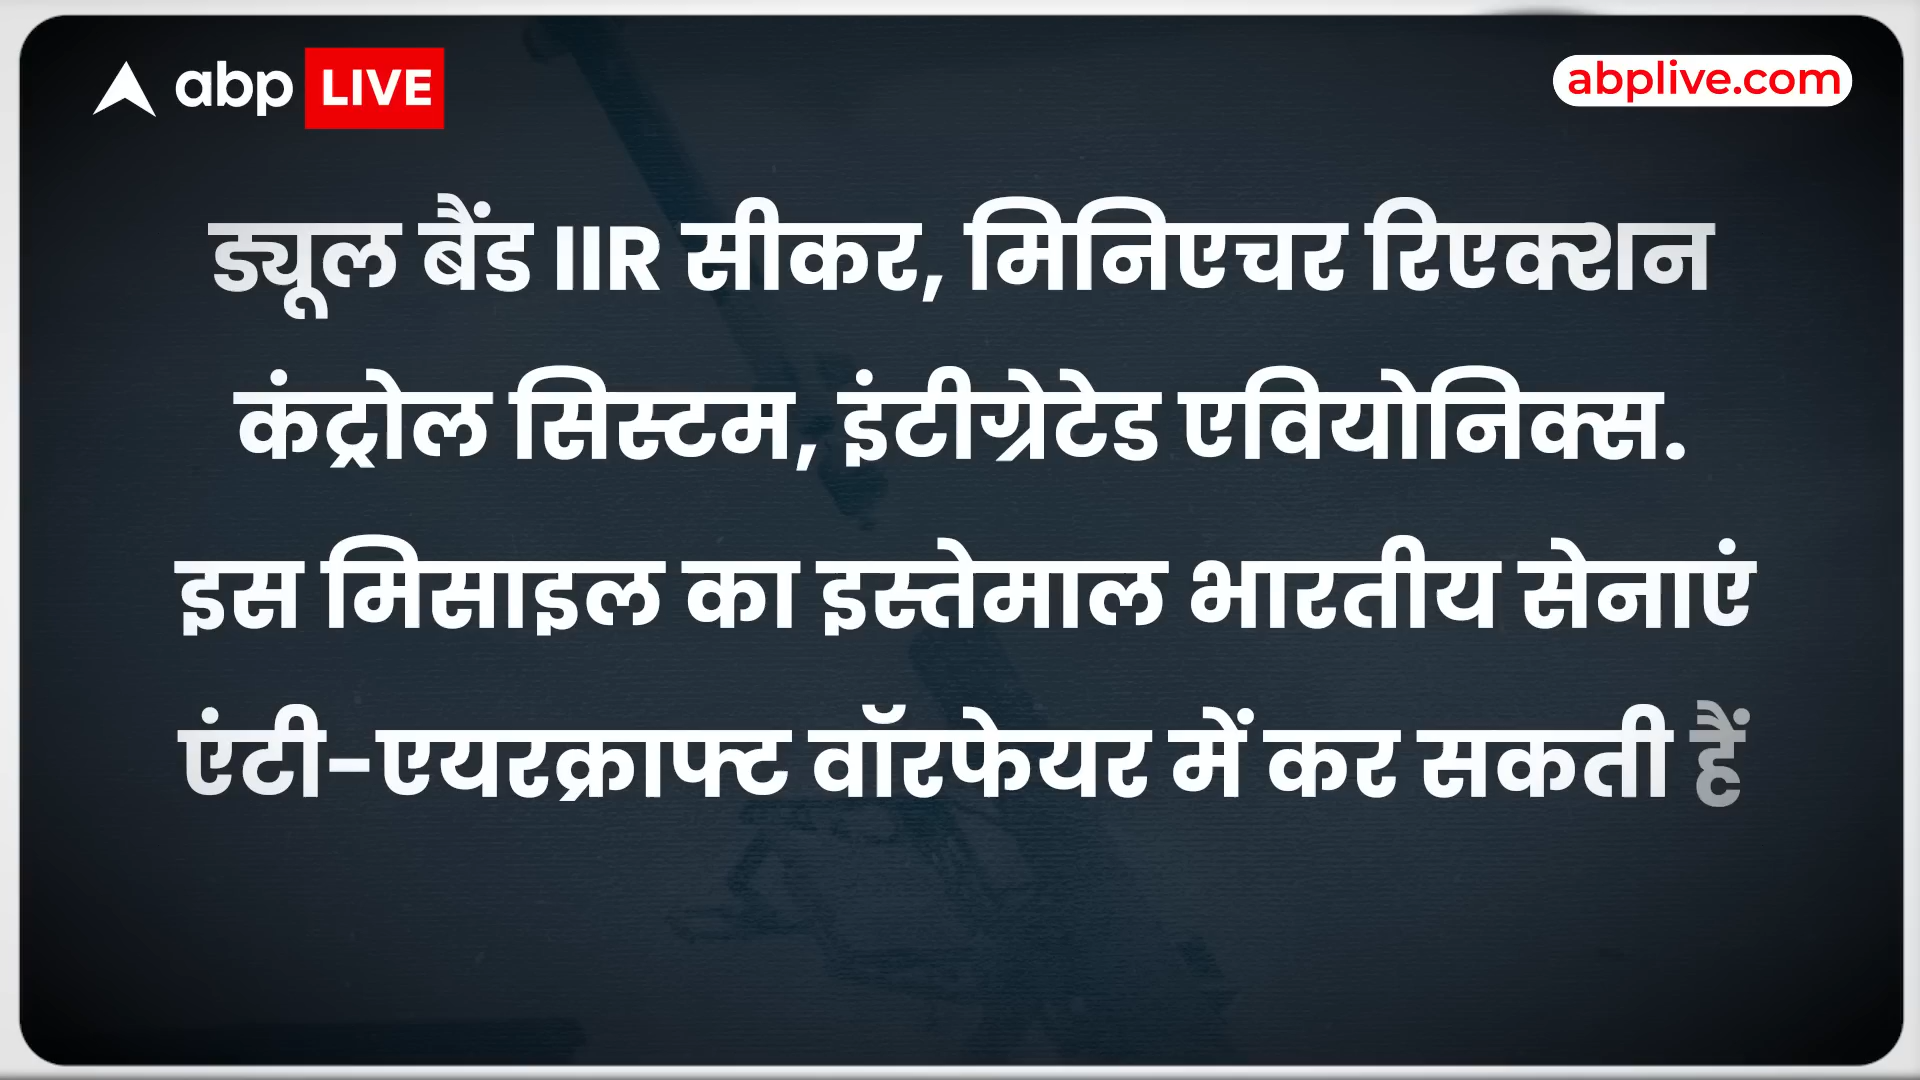 abp LIVE
abplive.com
ड्यूल बैंड IIR सीकर, मिनिएचर रिएक्शन
कंट्रोल सिस्टम, इंटीग्रेटेड एवियोनिक्स.
इस मिसाइल का इस्तेमाल भारतीय सेनाएं
एंटी-एयरक्राफ्ट वॉरफेयर में कर सकती हैं